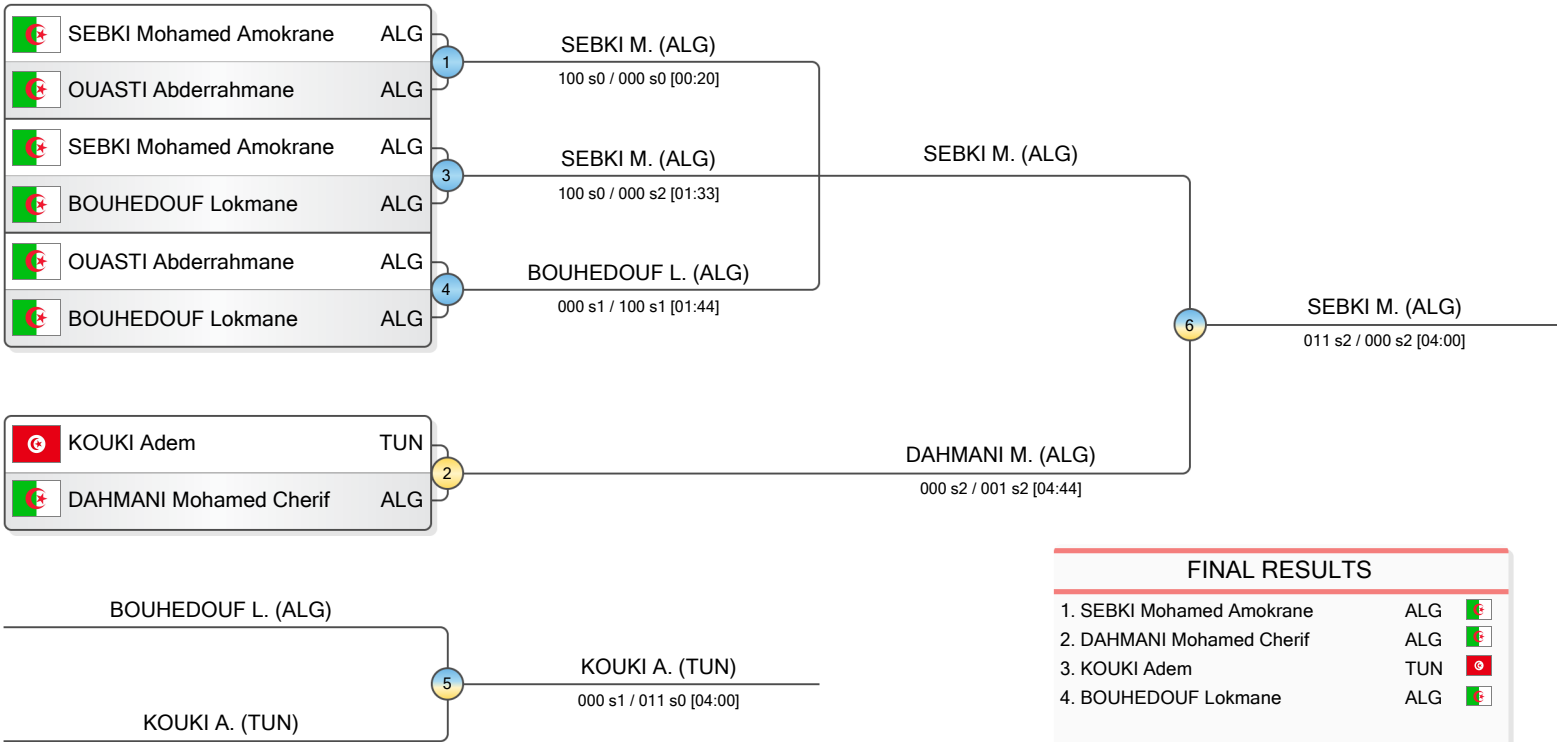 SEBKI Mohamed Amokrane ALG
OUASTI Abderrahmane ALG
1
SEBKI M. (ALG)
100 s0 / 000 s0 [00:20]
SEBKI Mohamed Amokrane ALG
BOUHEDOUF Lokmane ALG
3
SEBKI M. (ALG)
100 s0 / 000 s2 [01:33]
OUASTI Abderrahmane ALG
BOUHEDOUF Lokmane ALG
4
BOUHEDOUF L. (ALG)
000 s1 / 100 s1 [01:44]
SEBKI M. (ALG)
KOUKI Adem TUN
DAHMANI Mohamed Cherif ALG
2
DAHMANI M. (ALG)
000 s2 / 001 s2 [04:44]
6
SEBKI M. (ALG)
011 s2 / 000 s2 [04:00]
BOUHEDOUF L. (ALG)
KOUKI A. (TUN)
5
KOUKI A. (TUN)
000 s1 / 011 s0 [04:00]
FINAL RESULTS
1. SEBKI Mohamed Amokrane ALG
2. DAHMANI Mohamed Cherif ALG
3. KOUKI Adem TUN
4. BOUHEDOUF Lokmane ALG